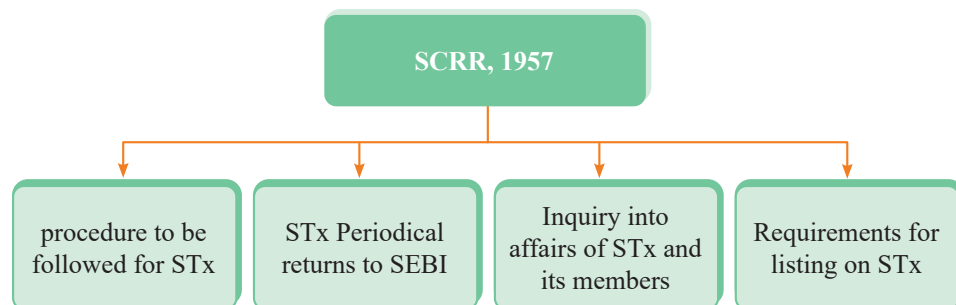 SCRR, 1957
procedure to be
followed for STx
STx Periodical
returns to SEBI
Inquiry into
affairs of STx and
its members
Requirements for
listing on STx